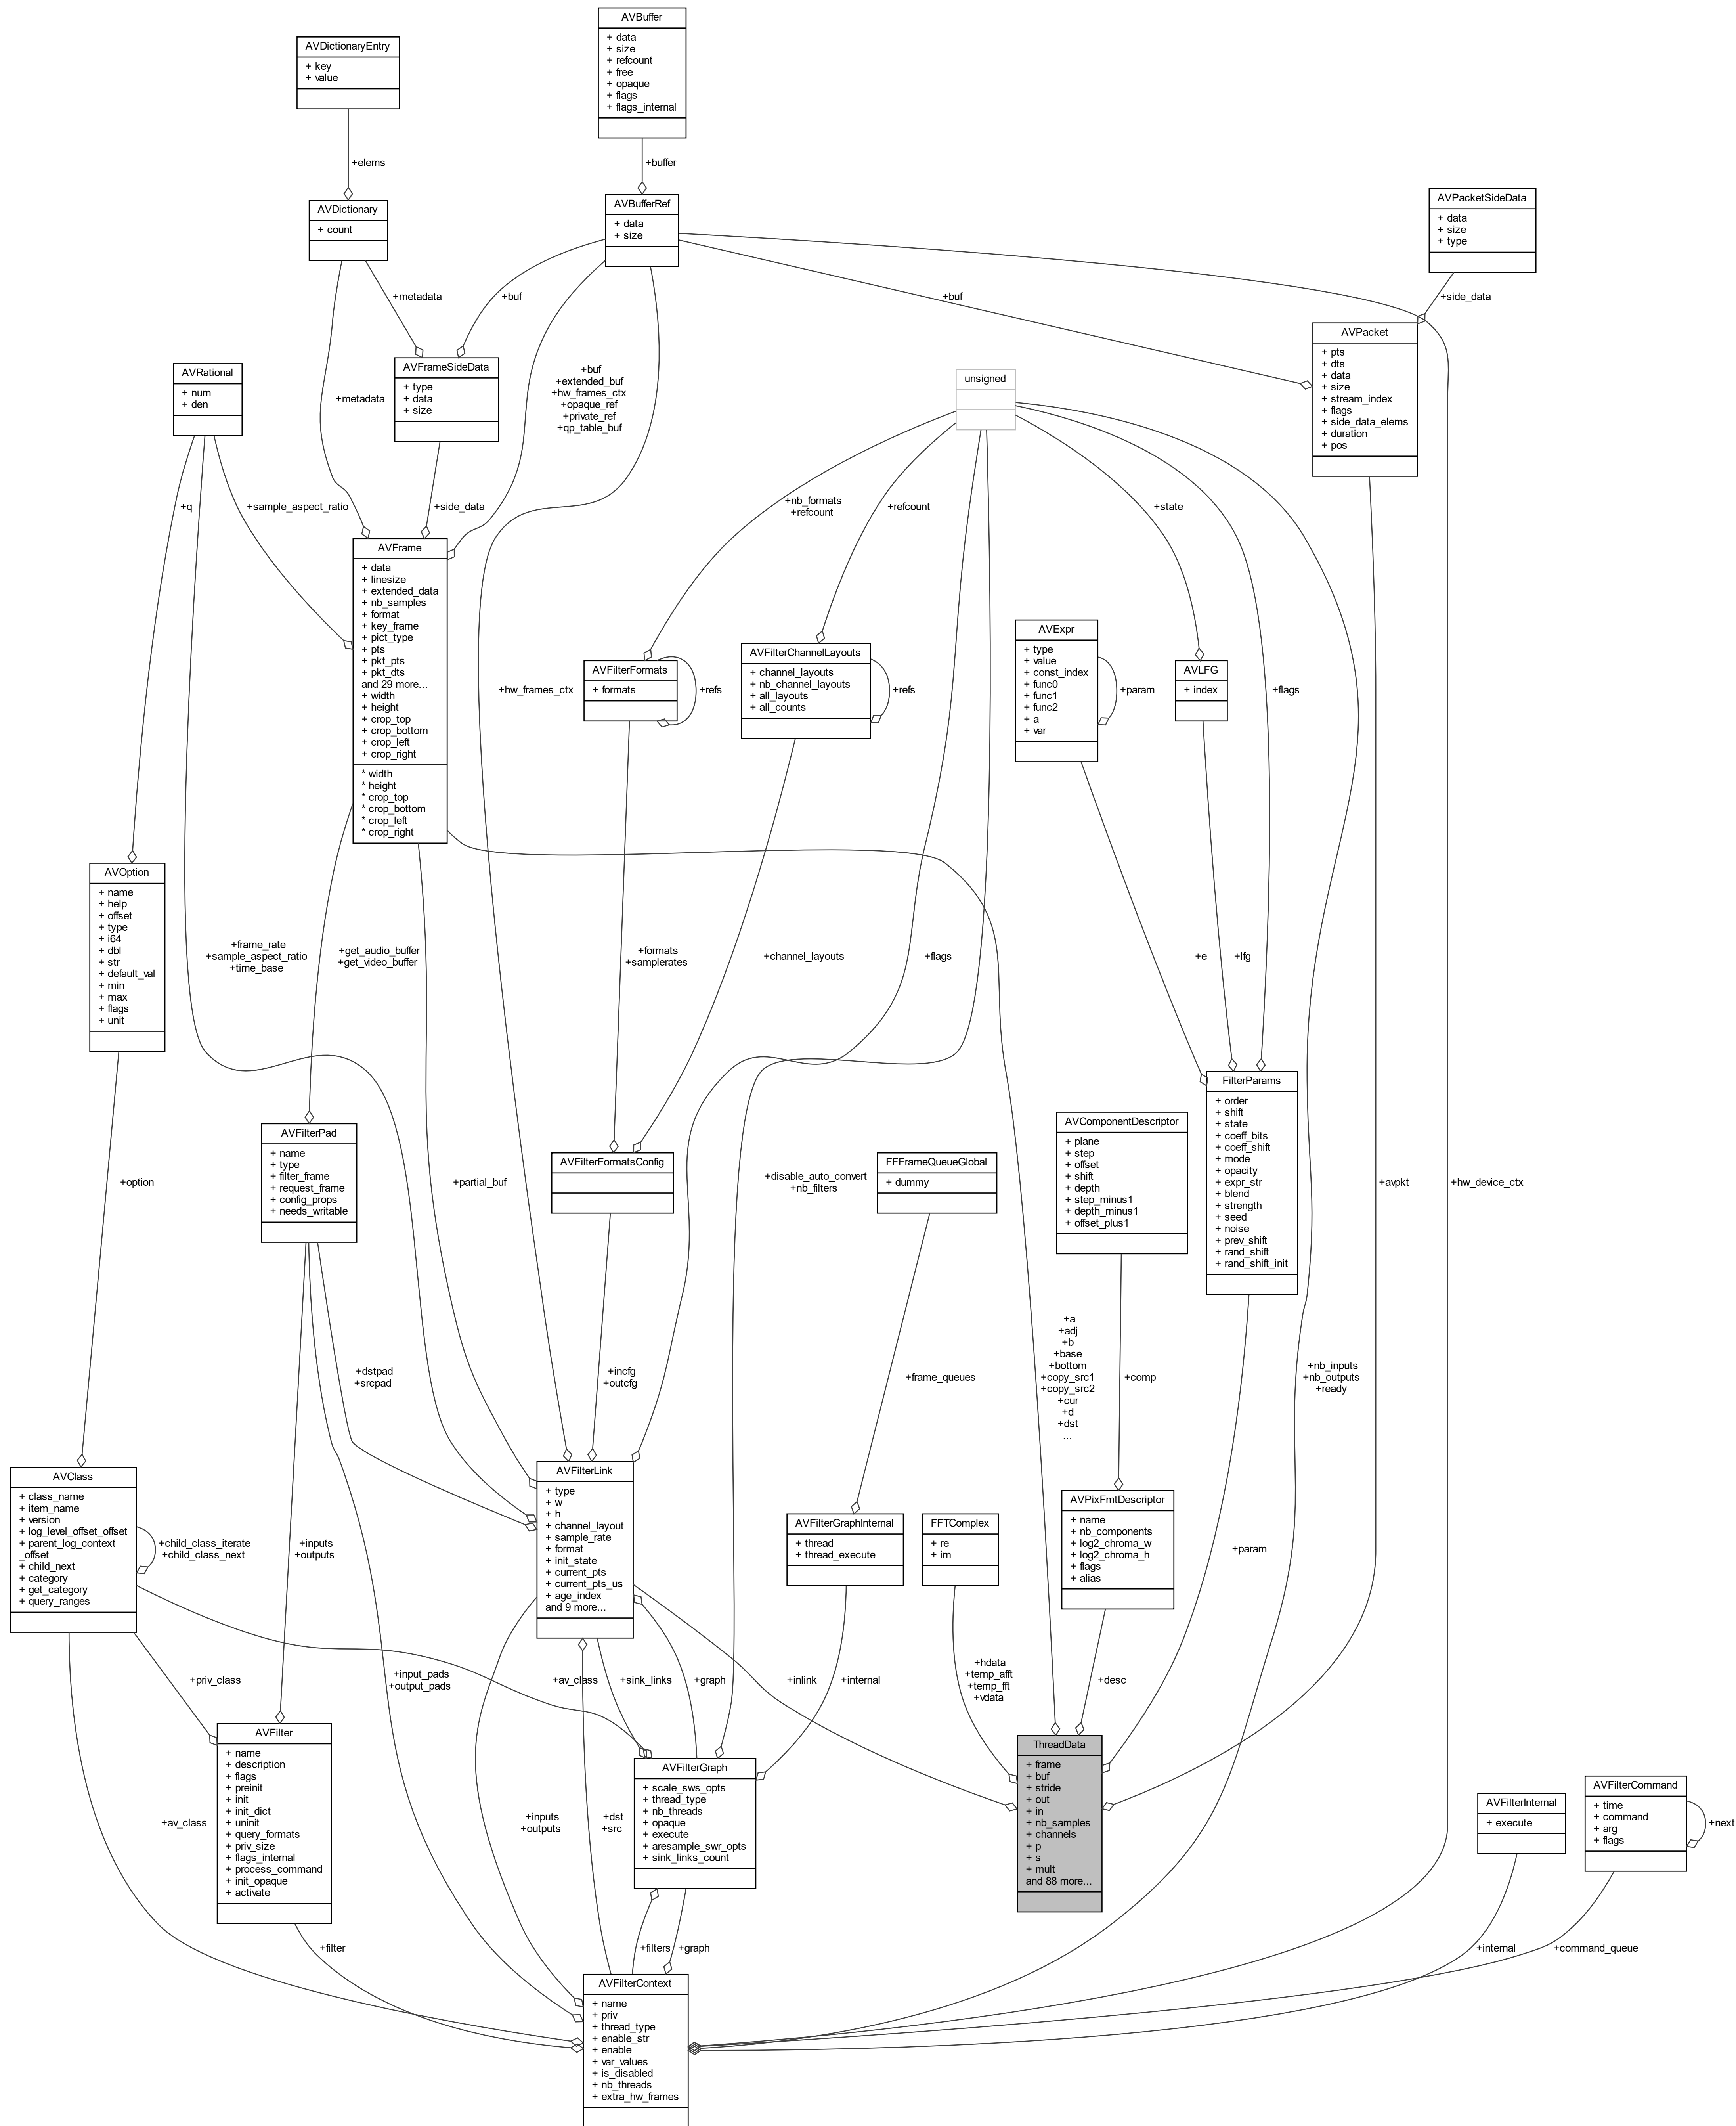 AVBuffer
+ data
+ size
+ refcount
+ free
+ opaque
+ flags
+ flags_internal
AVDictionaryEntry
+ key
+ value
+elems
+buffer
AVDictionary
+ count
AVBufferRef
+ data
+ size
AVPacketSideData
+ data
+ size
+ type
+metadata
+buf
+buf
+side_data
AVPacket
+ pts
+ dts
+ data
+ size
+ stream_index
+ flags
+ side_data_elems
+ duration
+ pos
AVRational
+ num
+ den
+metadata
AVFrameSideData
+ type
+ data
+ size
+buf
+extended_buf
+hw_frames_ctx
+opaque_ref
+private_ref
+qp_table_buf
unsigned
+q
+sample_aspect_ratio
+side_data
+nb_formats
+refcount
+refcount
+state
AVFrame
+ data
+ linesize
+ extended_data
+ nb_samples
+ format
+ key_frame
+ pict_type
+ pts
+ pkt_pts
+ pkt_dts
and 29 more...
+ width
+ height
+ crop_top
+ crop_bottom
+ crop_left
+ crop_right
* width
* height
* crop_top
* crop_bottom
* crop_left
* crop_right
+hw_frames_ctx
AVFilterFormats
+ formats
+refs
AVFilterChannelLayouts
+ channel_layouts
+ nb_channel_layouts
+ all_layouts
+ all_counts
+refs
AVExpr
+ type
+ value
+ const_index
+ func0
+ func1
+ func2
+ a
+ var
+param
AVLFG
+ index
+flags
AVOption
+ name
+ help
+ offset
+ type
+ i64
+ dbl
+ str
+ default_val
+ min
+ max
+ flags
+ unit
+frame_rate
+sample_aspect_ratio
+time_base
+get_audio_buffer
+get_video_buffer
+formats
+samplerates
+channel_layouts
+flags
+e
+lfg
FilterParams
+ order
+ shift
+ state
+ coeff_bits
+ coeff_shift
+ mode
+ opacity
+ expr_str
+ blend
+ strength
+ seed
+ noise
+ prev_shift
+ rand_shift
+ rand_shift_init
AVFilterPad
+ name
+ type
+ filter_frame
+ request_frame
+ config_props
+ needs_writable
AVComponentDescriptor
+ plane
+ step
+ offset
+ shift
+ depth
+ step_minus1
+ depth_minus1
+ offset_plus1
AVFilterFormatsConfig
FFFrameQueueGlobal
+ dummy
+option
+partial_buf
+disable_auto_convert
+nb_filters
+avpkt
+hw_device_ctx
+dstpad
+srcpad
+incfg
+outcfg
+frame_queues
+a
+adj
+b
+base
+bottom
+copy_src1
+copy_src2
+cur
+d
+dst
...
+comp
+nb_inputs
+nb_outputs
+ready
AVClass
+ class_name
+ item_name
+ version
+ log_level_offset_offset
+ parent_log_context
_offset
+ child_next
+ category
+ get_category
+ query_ranges
+child_class_iterate
+child_class_next
+inputs
+outputs
AVFilterLink
+ type
+ w
+ h
+ channel_layout
+ sample_rate
+ format
+ init_state
+ current_pts
+ current_pts_us
+ age_index
and 9 more...
AVFilterGraphInternal
+ thread
+ thread_execute
FFTComplex
+ re
+ im
AVPixFmtDescriptor
+ name
+ nb_components
+ log2_chroma_w
+ log2_chroma_h
+ flags
+ alias
+param
+priv_class
+input_pads
+output_pads
+av_class
+sink_links
+graph
+inlink
+internal
+hdata
+temp_afft
+temp_fft
+vdata
+desc
AVFilter
+ name
+ description
+ flags
+ preinit
+ init
+ init_dict
+ uninit
+ query_formats
+ priv_size
+ flags_internal
+ process_command
+ init_opaque
+ activate
AVFilterGraph
+ scale_sws_opts
+ thread_type
+ nb_threads
+ opaque
+ execute
+ aresample_swr_opts
+ sink_links_count
ThreadData
+ frame
+ buf
+ stride
+ out
+ in
+ nb_samples
+ channels
+ p
+ s
+ mult
and 88 more...
AVFilterInternal
+ execute
AVFilterCommand
+ time
+ command
+ arg
+ flags
+next
+av_class
+inputs
+outputs
+dst
+src
+filter
+filters
+graph
+internal
+command_queue
AVFilterContext
+ name
+ priv
+ thread_type
+ enable_str
+ enable
+ var_values
+ is_disabled
+ nb_threads
+ extra_hw_frames